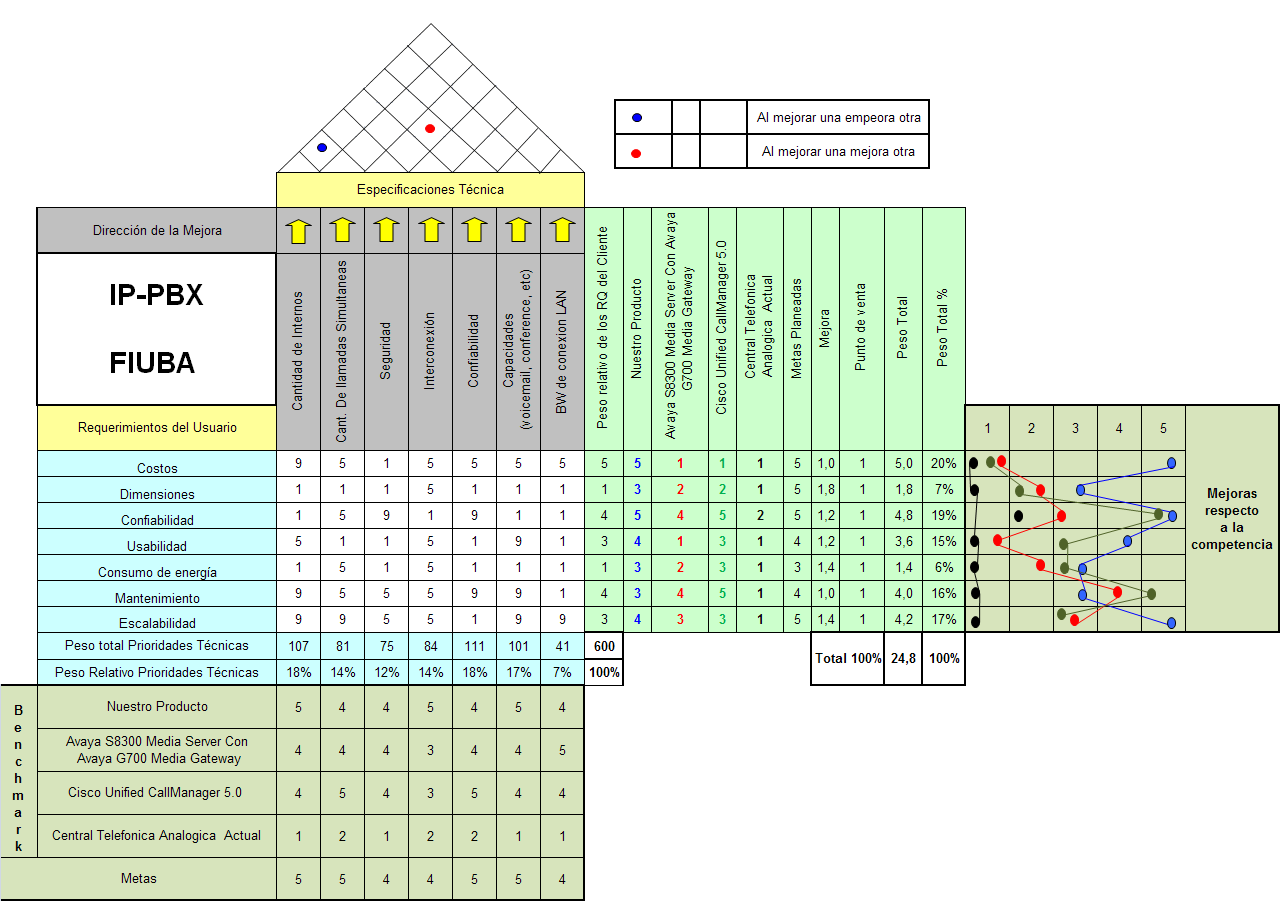 Al mejorar una empeora otra
Al mejorar una mejora otra
Especificaciones Técnica
Dirección de la Mejora
IP-PBX
FIUBA
Cantidad de Internos
Cant. De llamadas Simultaneas
Seguridad
Interconexión
Confiabilidad
Capacidades
(voicemail, conference, etc)
BW de conexion LAN
Peso relativo de los RQ del Cliente
Nuestro Producto
Avaya S8300 Media Server Con Avaya
G700 Media Gateway
Cisco Unified CallManager 5.0
Central Telefonica
Analogica Actual
Metas Planeadas
Mejora
Punto de venta
Peso Total
Peso Total %
Requerimientos del Usuario
1 2 3 4 5
Costos 9 5 1 5 5 5 5 5 5 1 1 1 5 1,0 1 5,0 20%
Dimensiones 1 1 1 5 1 1 1 1 3 2 2 1 5 1,8 1 1,8 7%
Confiabilidad 1 5 9 1 9 1 1 4 5 4 5 2 5 1,2 1 4,8 19%
Usabilidad 5 1 1 5 1 9 1 3 4 1 3 1 4 1,2 1 3,6 15%
Consumo de energía 1 5 1 5 1 1 1 1 3 2 3 1 3 1,4 1 1,4 6%
Mantenimiento 9 5 5 5 9 9 1 4 3 4 5 1 4 1,0 1 4,0 16%
Escalabilidad 9 9 5 5 1 9 9 3 4 3 3 1 5 1,4 1 4,2 17%
Mejoras
respecto
a la
competencia
Peso total Prioridades Técnicas 107 81 75 84 111 101 41 600
Peso Relativo Prioridades Técnicas 18% 14% 12% 14% 18% 17% 7% 100%
Total 100% 24,8 100%
Benchmark
Nuestro Producto 5 4 4 5 4 5 4
Avaya S8300 Media Server Con
Avaya G700 Media Gateway 4 4 4 3 4 4 5
Cisco Unified CallManager 5.0 4 5 4 3 5 4 4
Central Telefonica Analogica Actual 1 2 1 2 2 1 1
Metas 5 5 4 4 5 5 4